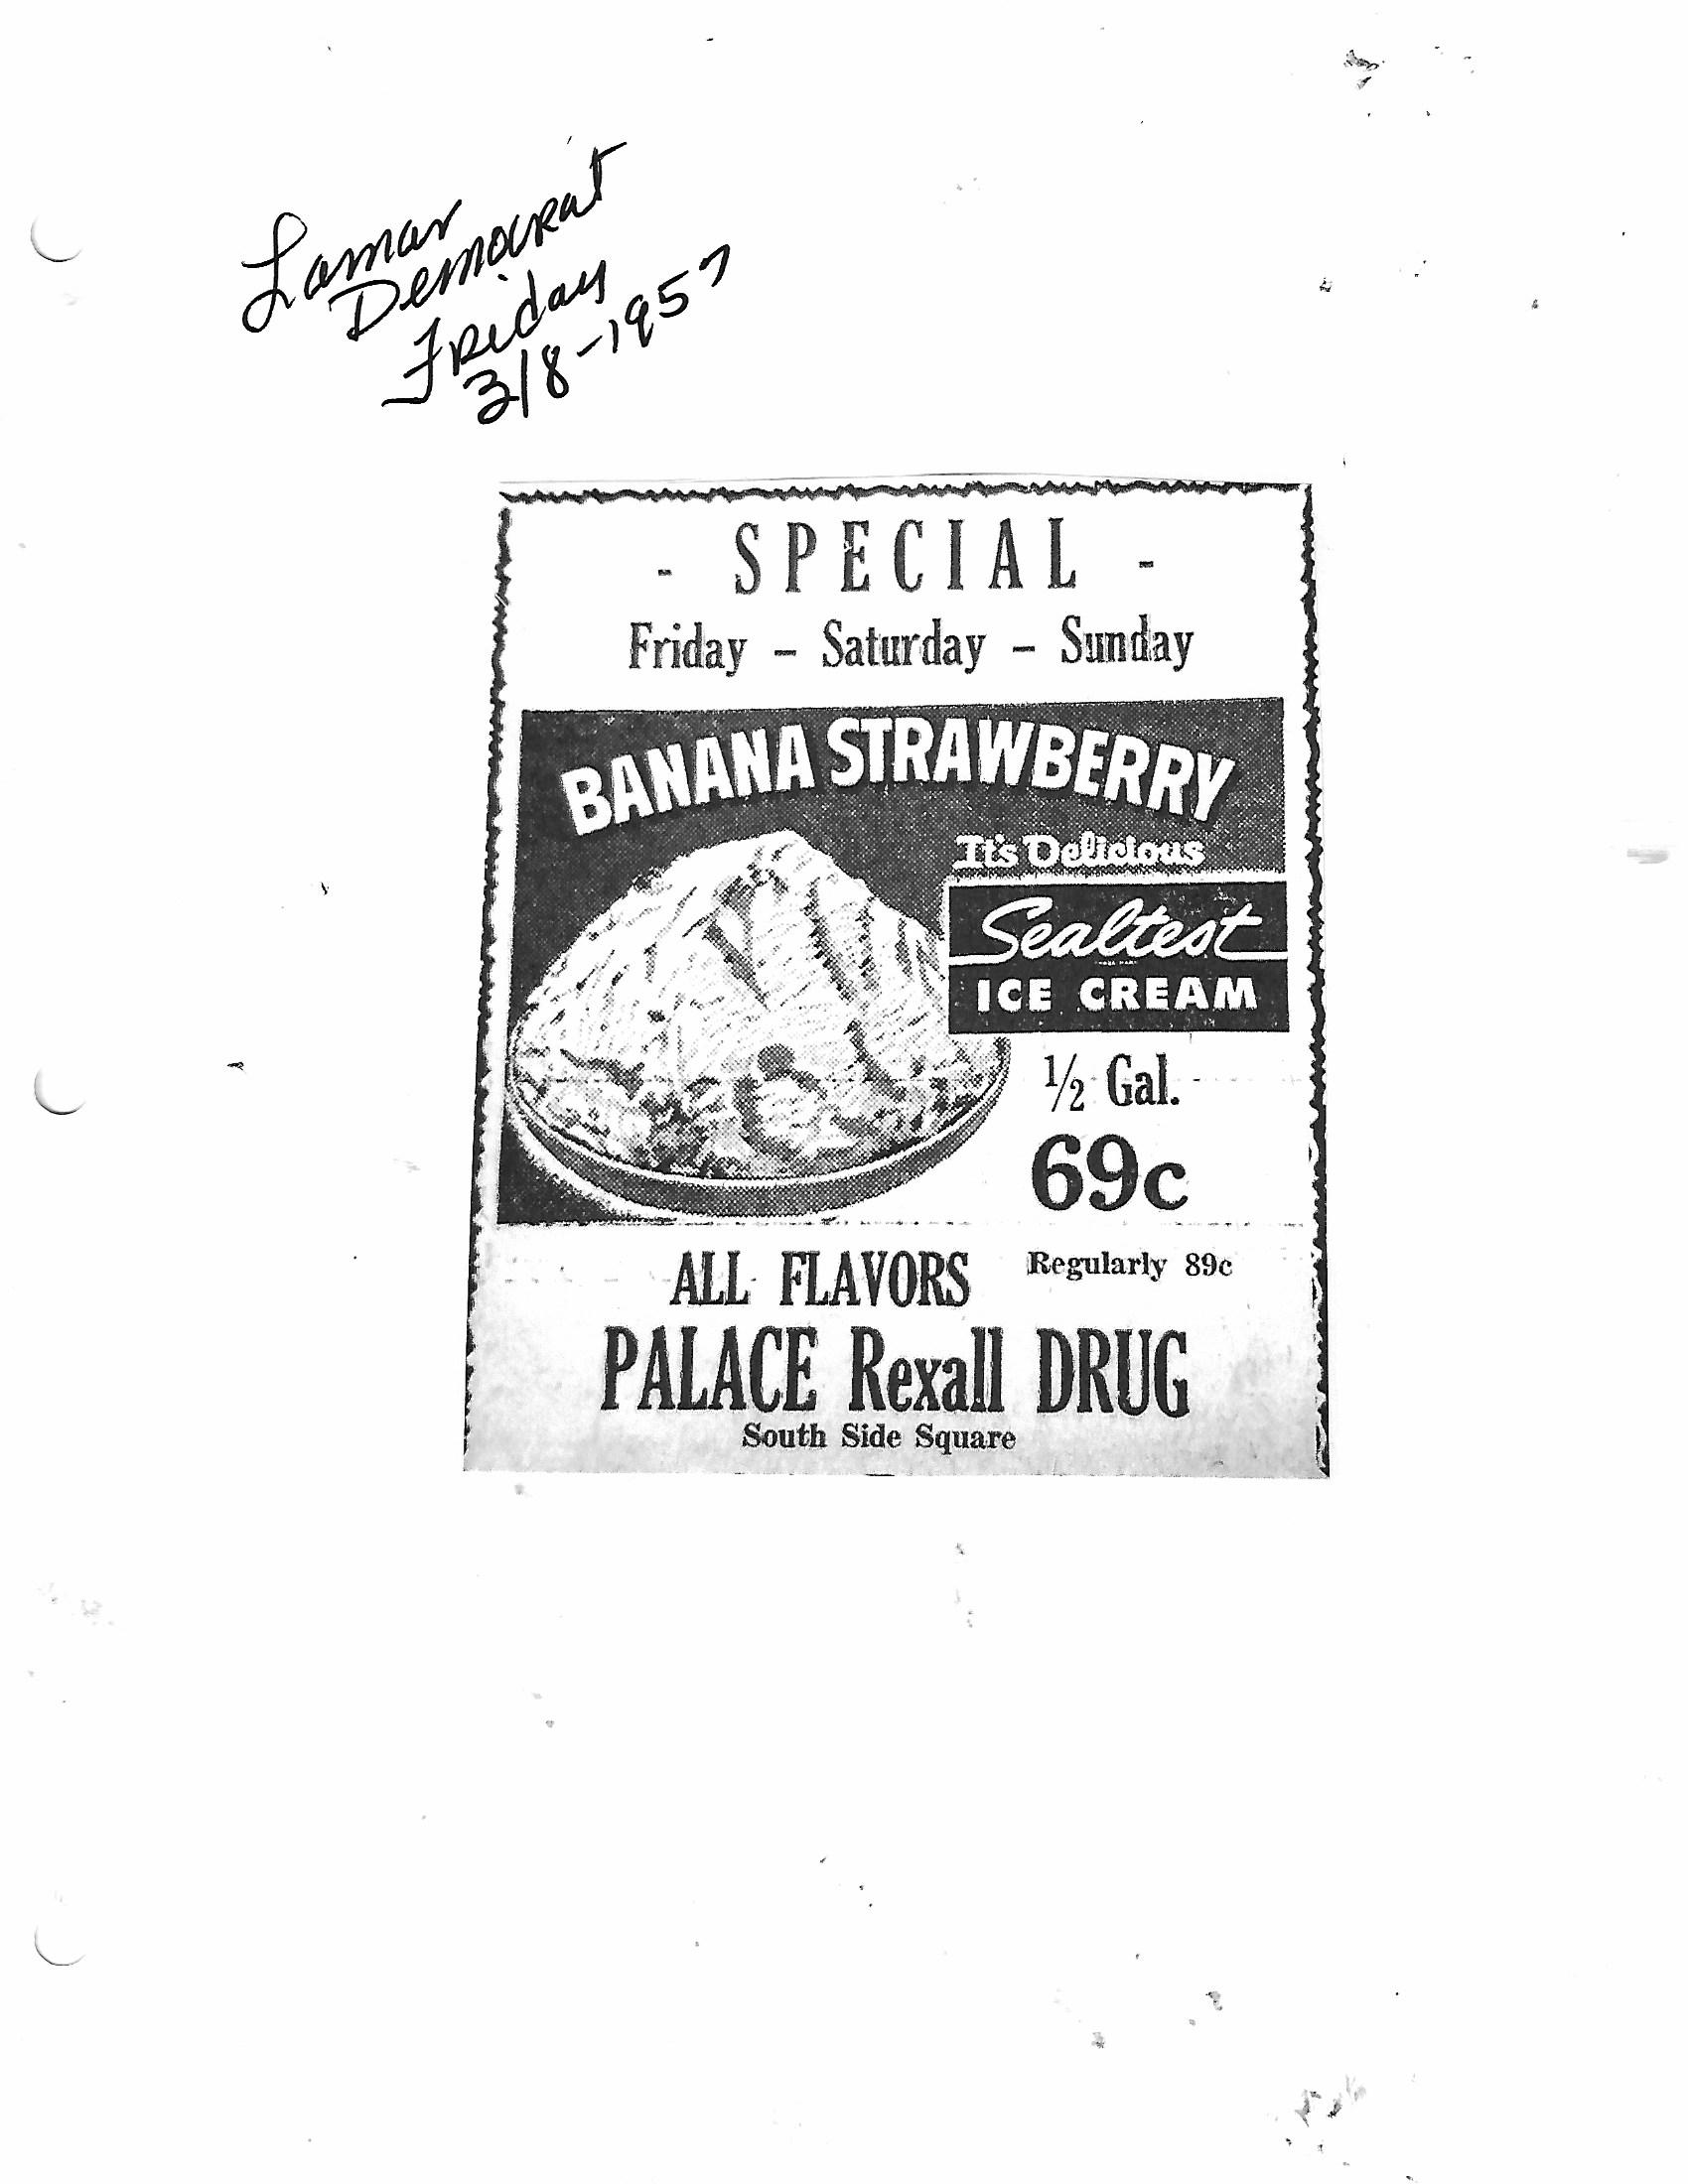 Lamar
Democrat
Friday
3/8-1957
- SPECIAL -
Friday - Saturday - Sunday
BANANA STRAWBERRY
It's Delicious
Sealtest
ICE CREAM
½ Gal.
69c
ALL FLAVORS Regularly 89c
PALACE Rexall DRUG
South Side Square